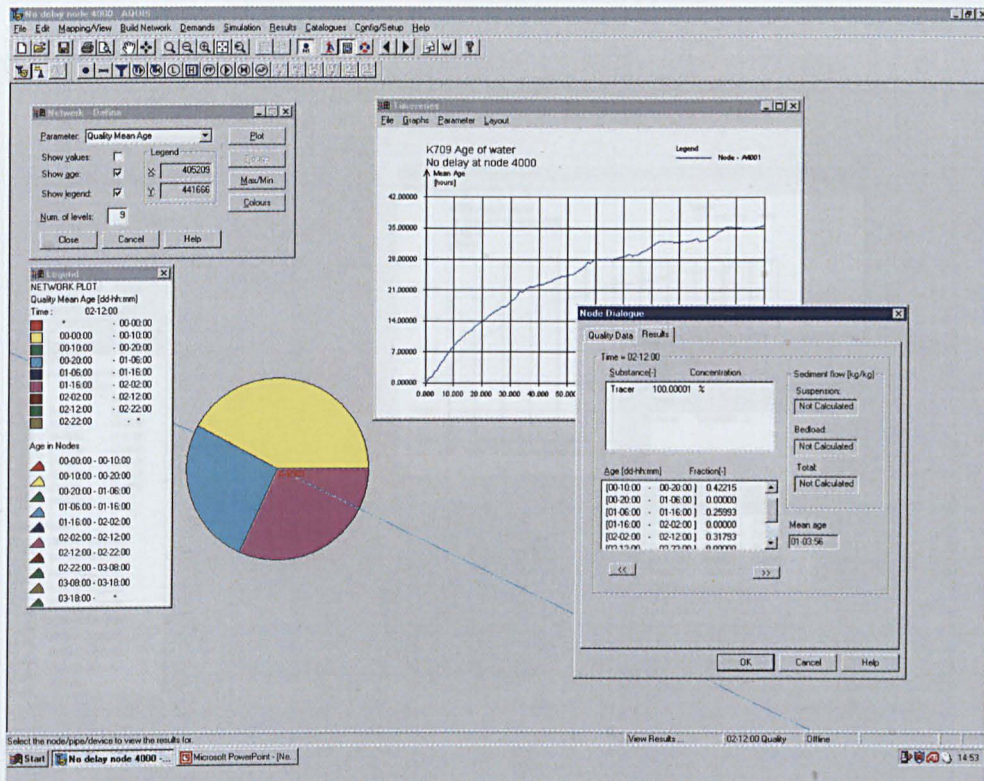 No delay node 4000 - AQUIS
File Edit Mapping/View Build Network Demands Simulation Results Catalogues Config/Setup Help
Network - Define
Parameter: Quality Mean Age
Plot
Show values:
Legend
Show age:
X: 405209
Max/Min
Show legend:
Y: 441666
Colours
Num. of levels: 9
Close Cancel Help
Legend
NETWORK PLOT
Quality Mean Age [dd-hh:mm]
Time : 02-12:00
* - 00-00:00
00-00:00 - 00-10:00
00-10:00 - 00-20:00
00-20:00 - 01-06:00
01-06:00 - 01-16:00
01-16:00 - 02-02:00
02-02:00 - 02-12:00
02-12:00 - 02-22:00
02-22:00 - *
Age in Nodes
00-00:00 - 00-10:00
00-10:00 - 00-20:00
00-20:00 - 01-06:00
01-06:00 - 01-16:00
01-16:00 - 02-02:00
02-02:00 - 02-12:00
02-12:00 - 02-22:00
02-22:00 - 03-08:00
03-08:00 - 03-18:00
03-18:00 - *
Timeseries
File Graphs Parameter Layout
K709 Age of water
No delay at node 4000
Legend
Node - A4001
Mean Age
[hours]
42.00000
35.00000
28.00000
21.00000
14.00000
7.00000
0.00000
0.000 10.000 20.000 30.000 40.000 50.000
Node Dialogue
Quality Data Results
Time = 02-12:00
Substance[-] Concentration
Tracer 100.00001 %
Sediment flow [kg/kg]
Suspension:
Not Calculated
Bedload:
Not Calculated
Total:
Not Calculated
Age [dd-hh:mm] Fraction[-]
[00-10:00 - 00-20:00 ] 0.42215
[00-20:00 - 01-06:00 ] 0.00000
[01-06:00 - 01-16:00 ] 0.25993
[01-16:00 - 02-02:00 ] 0.00000
[02-02:00 - 02-12:00 ] 0.31793
[02-12:00 - 02-22:00 ] 0.00000
Mean age
01-03:56
<< >>
OK Cancel Help
Select the node/pipe/device to view the results for.
View Results... 02-12:00 Quality Offline
Start No delay node 4000 -... Microsoft PowerPoint - [Ne... 14:53